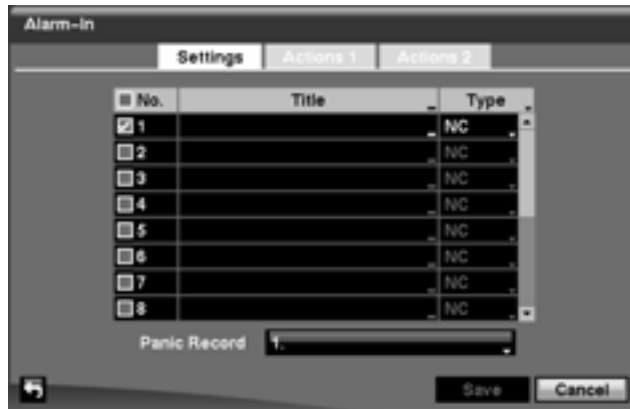 Alarm-In
Settings Actions 1 Actions 2
No. Title Type
1 NC
2 NC
3 NC
4 NC
5 NC
6 NC
7 NC
8 NC
Panic Record 1.
Save Cancel